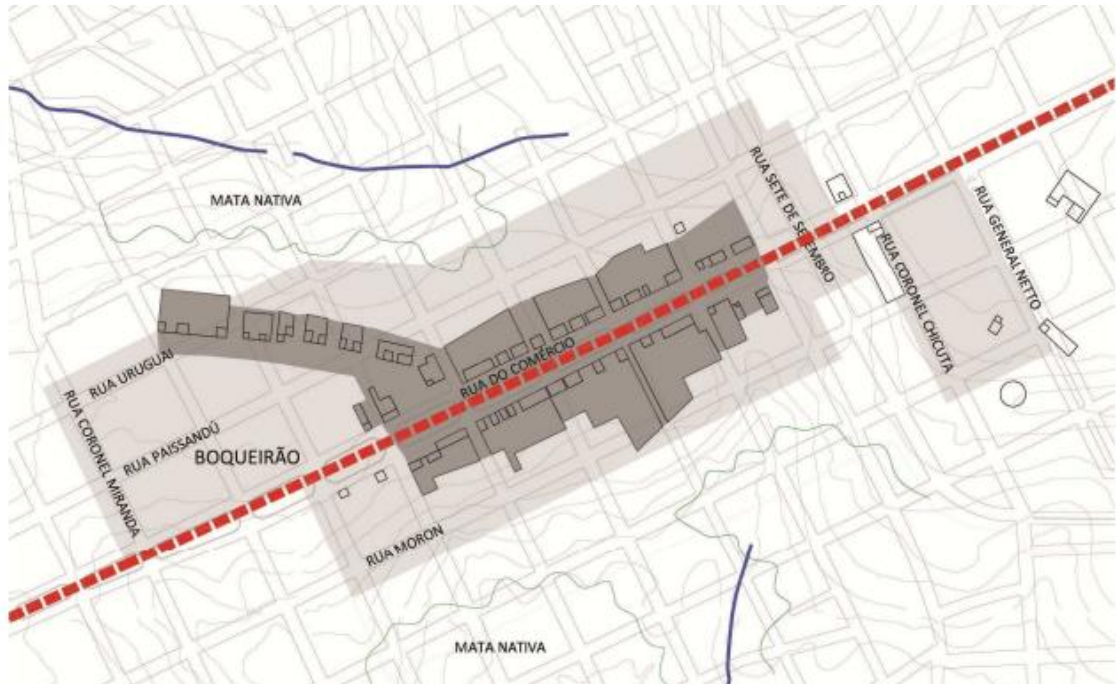 MATA NATIVA
RUA SETE DE SETEMBRO
RUA GENERAL NETTO
RUA CORONEL CHICUTA
RUA DO COMÉRCIO
RUA URUGUAI
RUA CORONEL MIRANDA
RUA PAISSANDÚ
BOQUEIRÃO
RUA MORON
MATA NATIVA